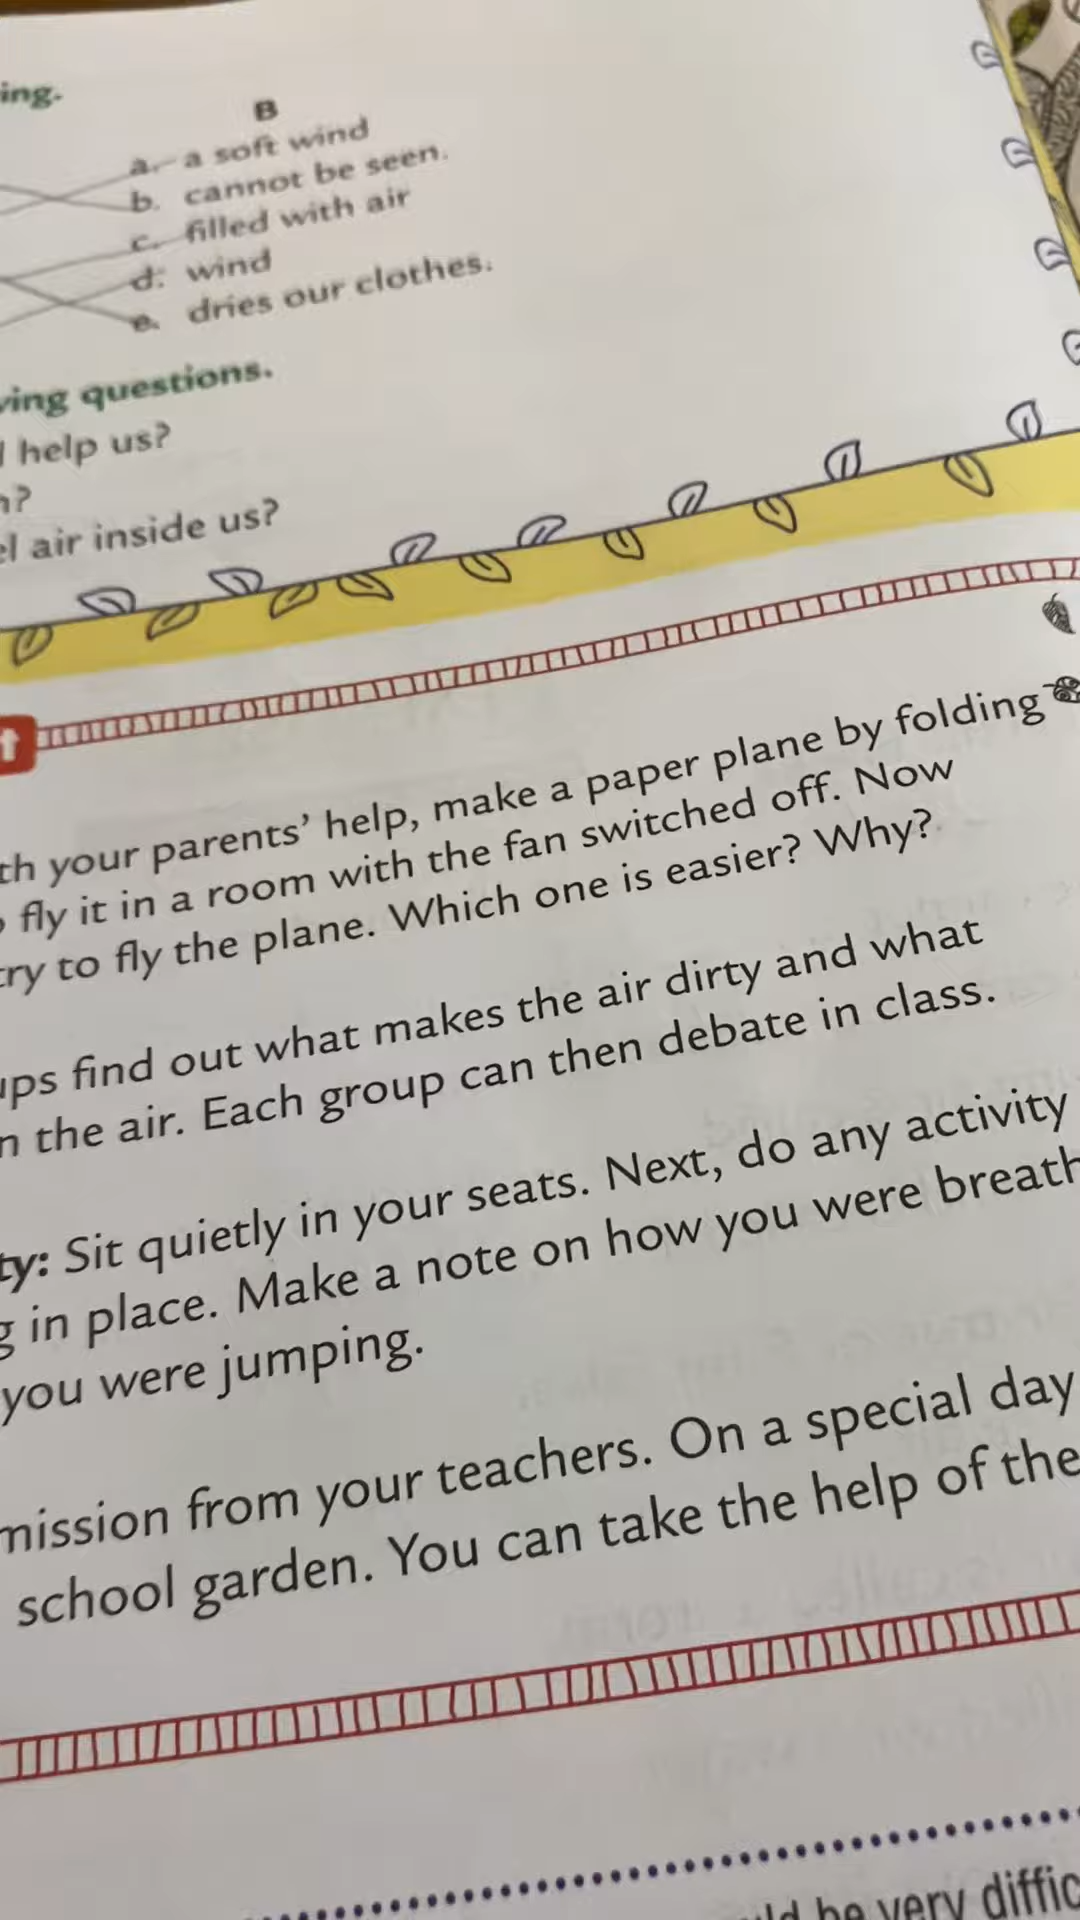 ing.
B
a. a soft wind
b. cannot be seen.
c. filled with air
d. wind
e. dries our clothes.
ving questions.
help us?
?
el air inside us?
t
th your parents' help, make a paper plane by folding
fly it in a room with the fan switched off. Now
try to fly the plane. Which one is easier? Why?
ups find out what makes the air dirty and what
n the air. Each group can then debate in class.
ty: Sit quietly in your seats. Next, do any activity
g in place. Make a note on how you were breath
you were jumping.
mission from your teachers. On a special day
school garden. You can take the help of the
ld be very diffic